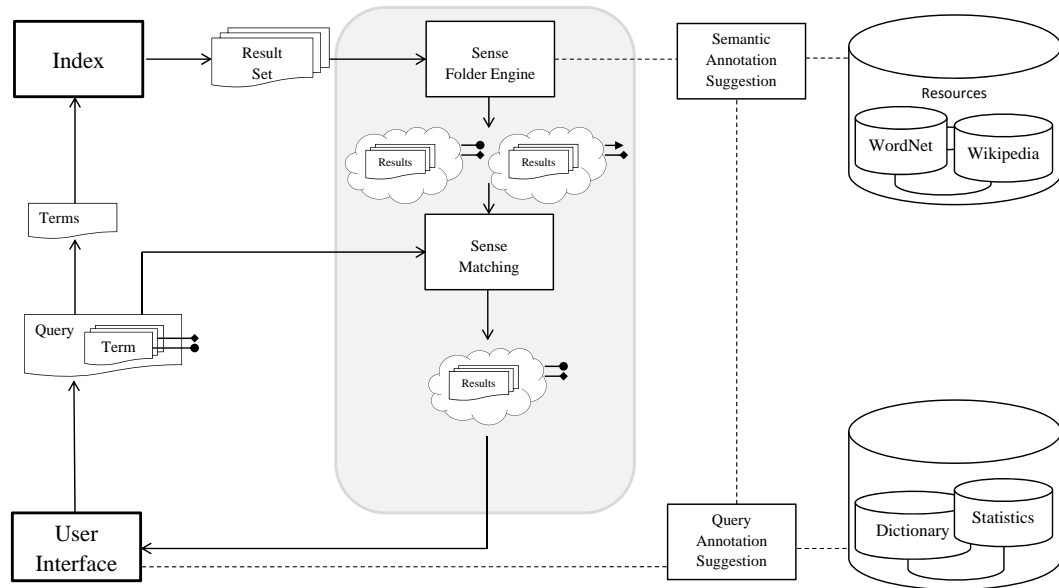 Index
Result
Set
Sense
Folder Engine
Semantic
Annotation
Suggestion
Resources
WordNet
Wikipedia
Results
Results
Terms
Sense
Matching
Query
Term
Results
User
Interface
Query
Annotation
Suggestion
Dictionary
Statistics